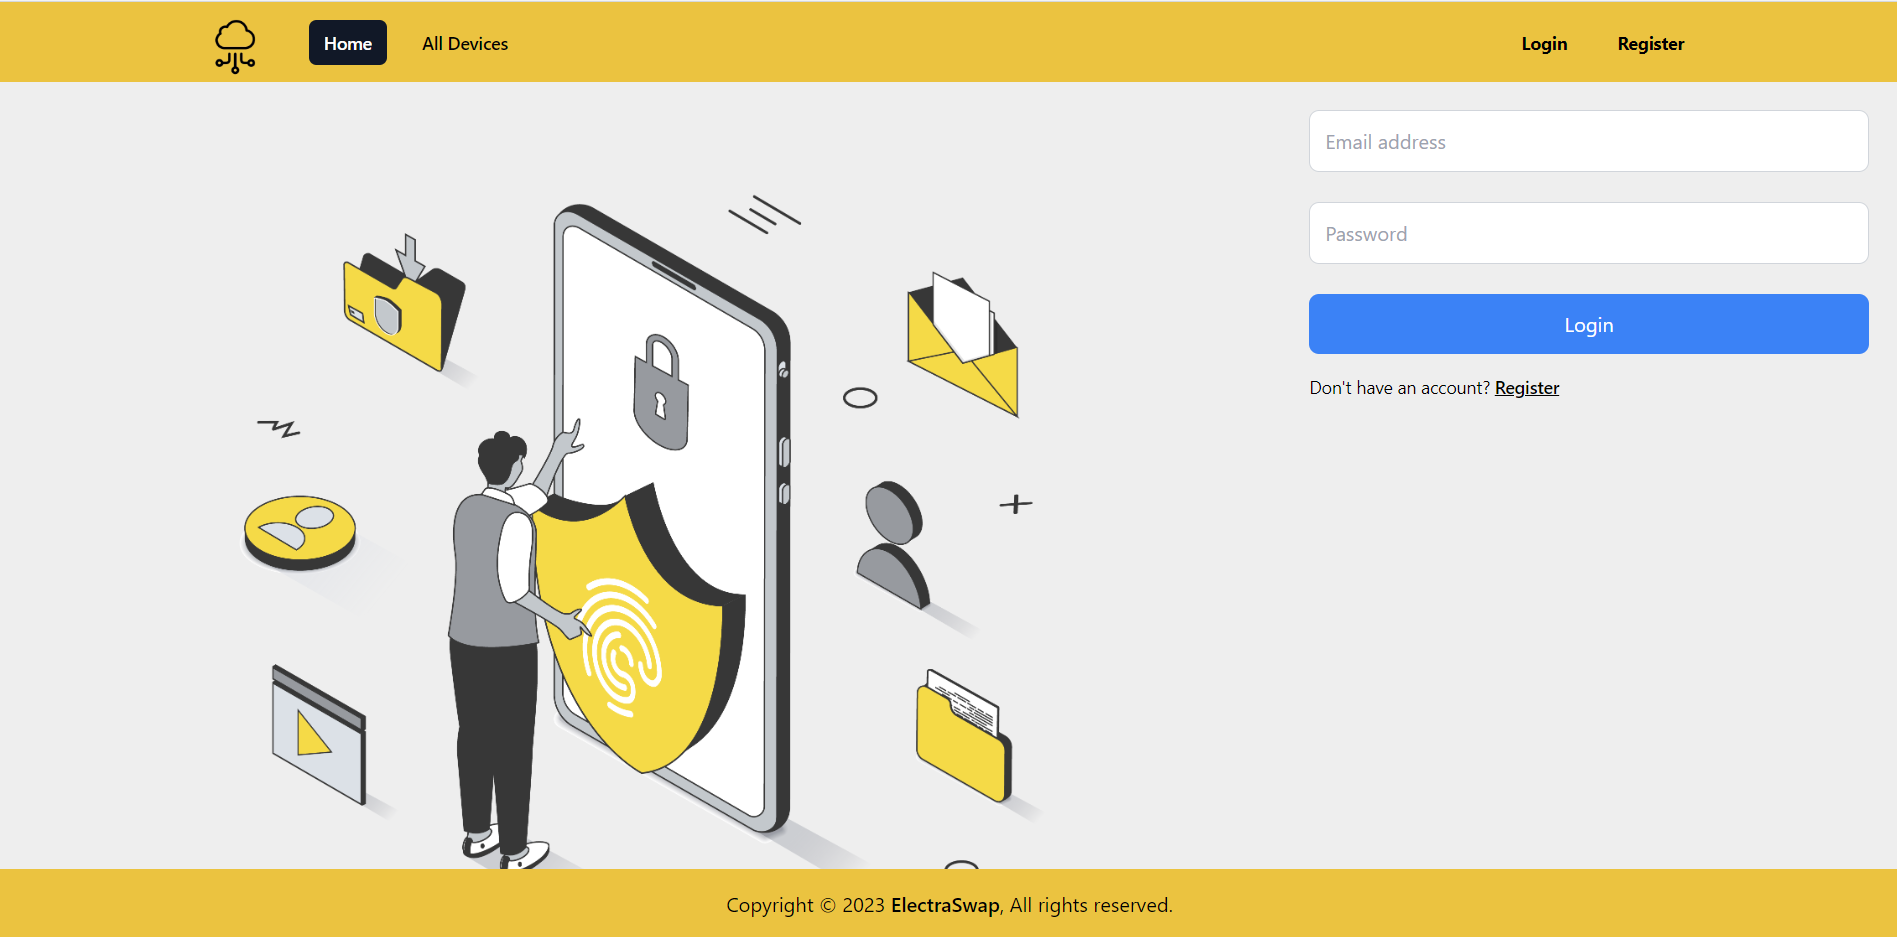 Home All Devices Login Register
Email address
Password
Login
Don't have an account? Register
Copyright © 2023 ElectraSwap, All rights reserved.